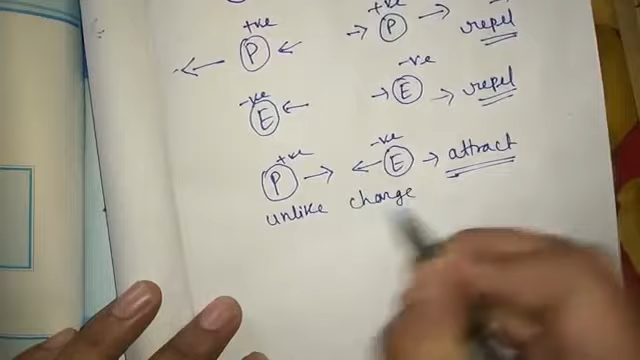 +ve +ve
P P repel
-ve -ve
E E repel
+ve -ve
P E attract
unlike charge